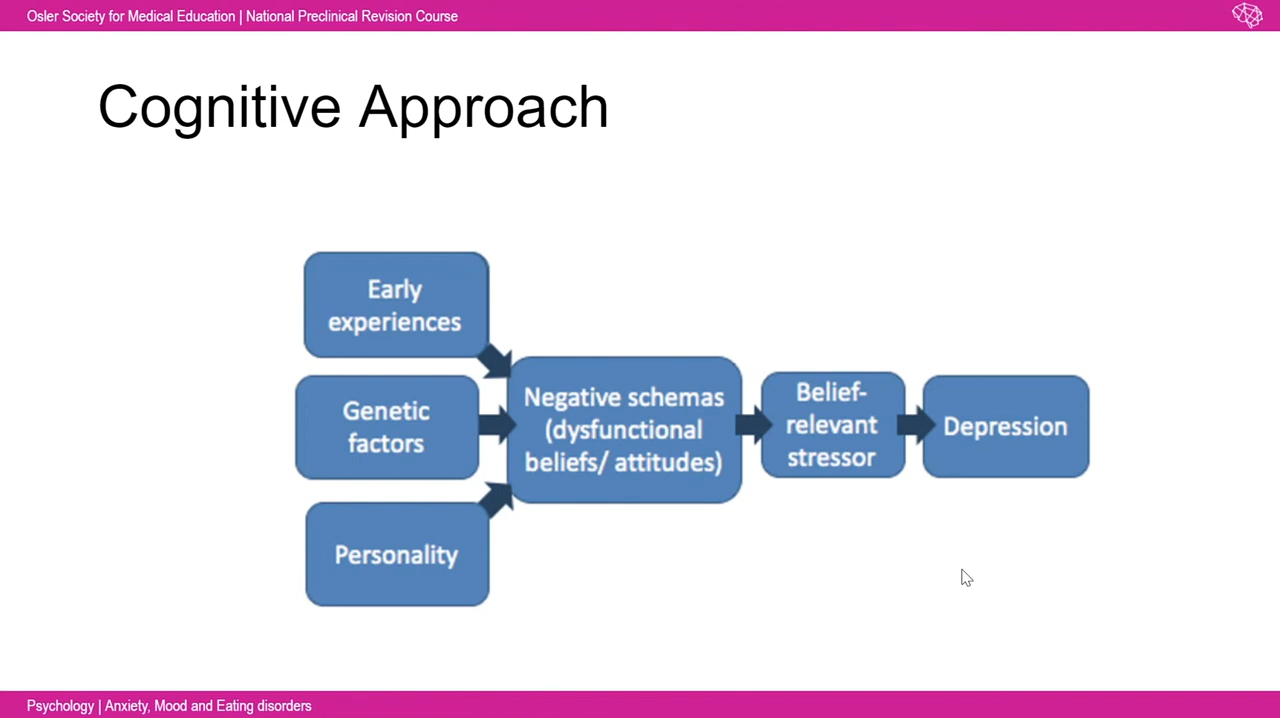 Osler Society for Medical Education | National Preclinical Revision Course
Cognitive Approach
Early
experiences
Genetic
factors
Personality
Negative schemas
(dysfunctional
beliefs/ attitudes)
Belief-
relevant
stressor
Depression
Psychology | Anxiety, Mood and Eating disorders